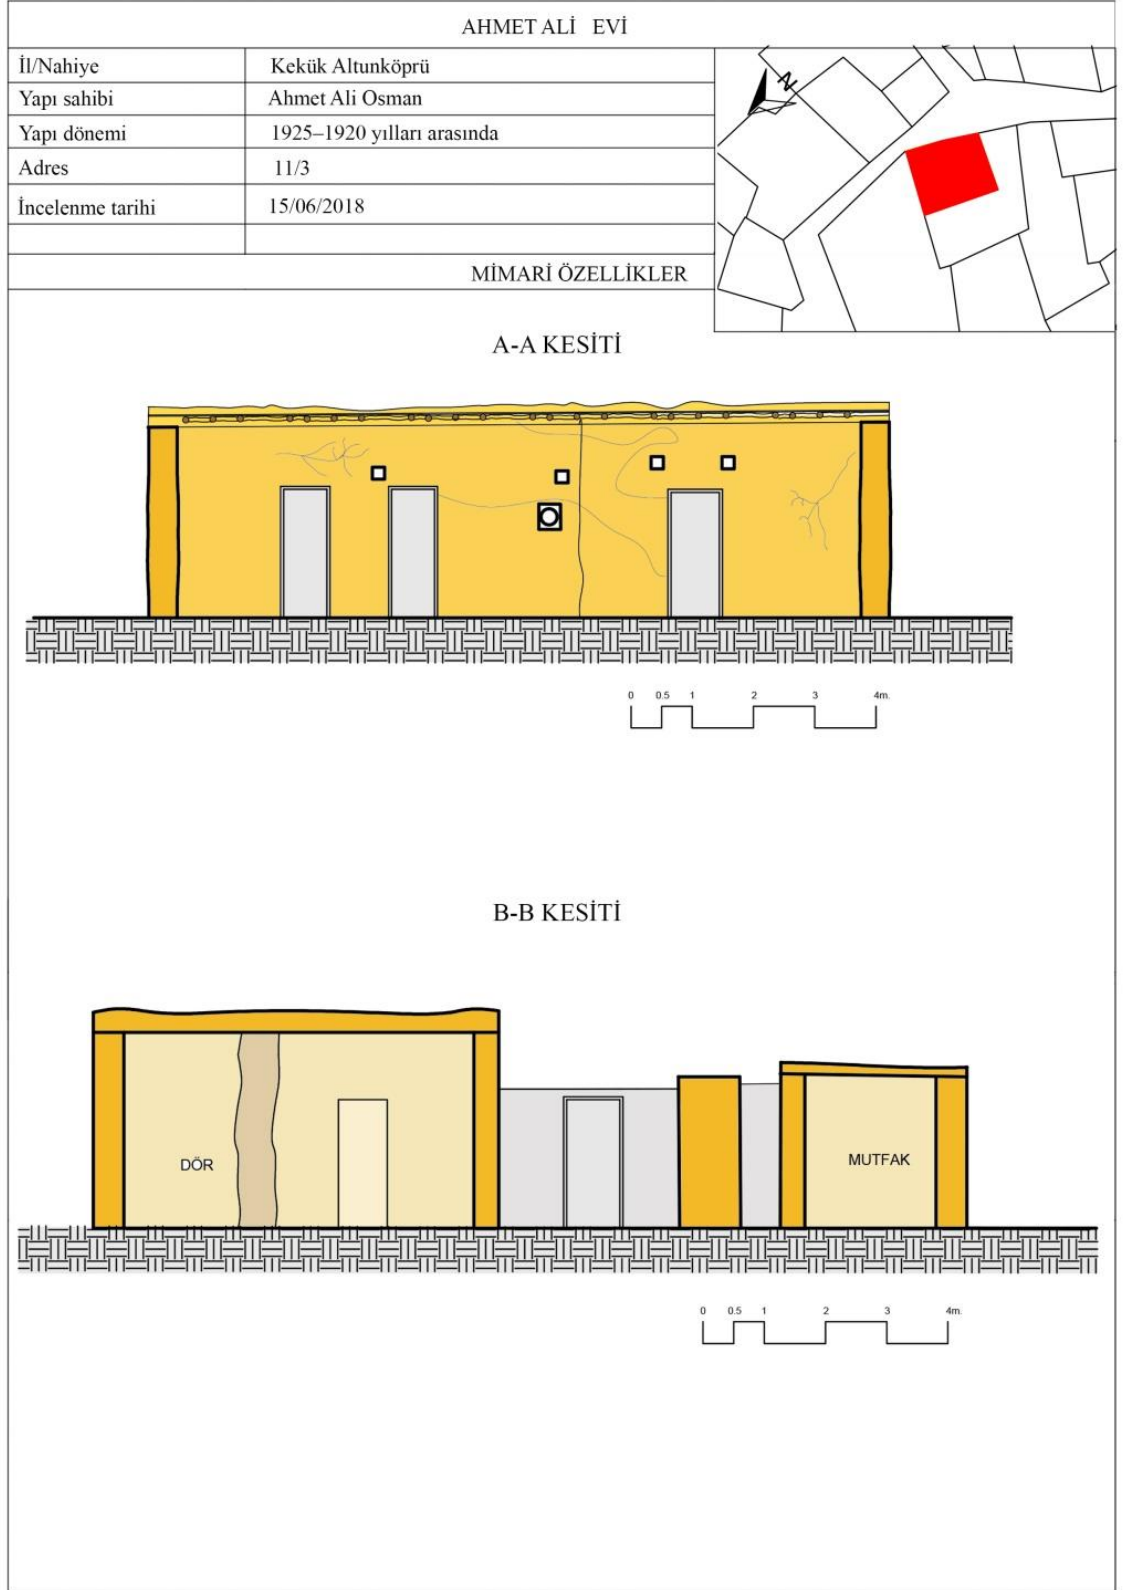 AHMET ALİ EVİ
İl/Nahiye Kekük Altunköprü
Yapı sahibi Ahmet Ali Osman
Yapı dönemi 1925–1920 yılları arasında
Adres 11/3
İncelenme tarihi 15/06/2018
N
MİMARİ ÖZELLİKLER
A-A KESİTİ
0 0.5 1 2 3 4m.
B-B KESİTİ
DÖR MUTFAK
0 0.5 1 2 3 4m.